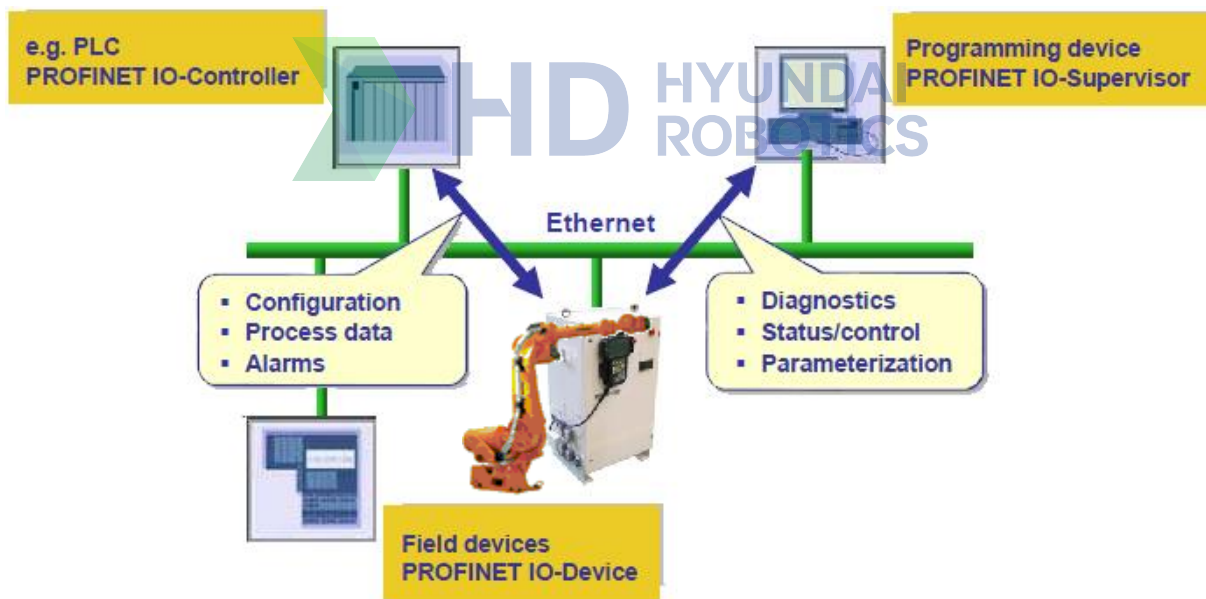 e.g. PLC
PROFINET IO-Controller
HD HYUNDAI
ROBOTICS
Programming device
PROFINET IO-Supervisor
Ethernet
▪ Configuration
▪ Process data
▪ Alarms
▪ Diagnostics
▪ Status/control
▪ Parameterization
Field devices
PROFINET IO-Device